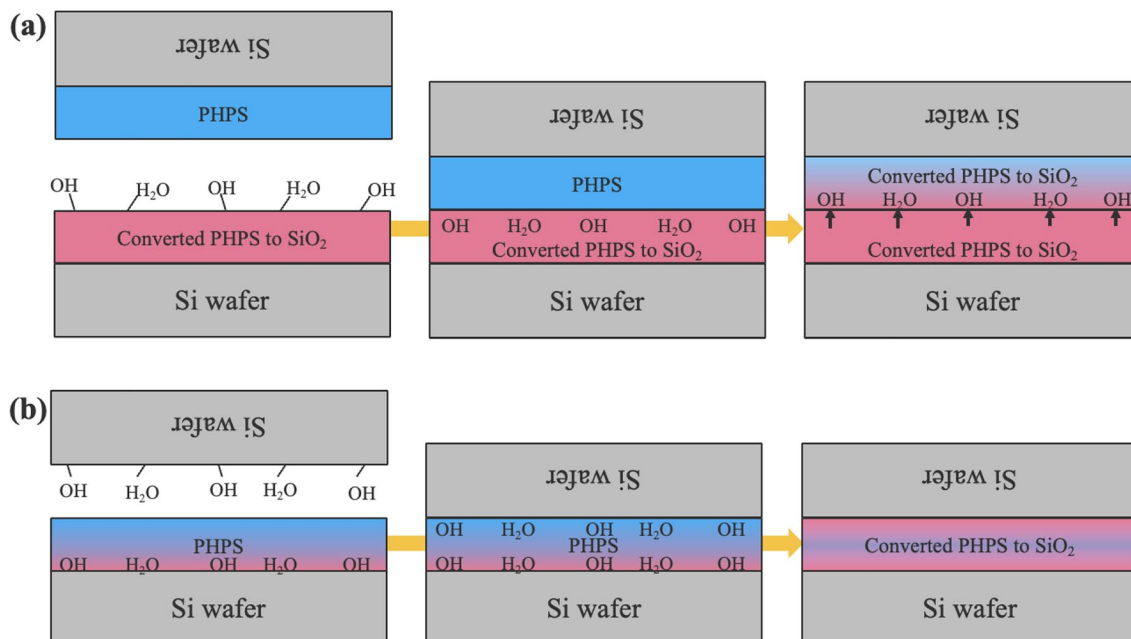 (a)
Si wafer
PHPS
OH H₂O OH H₂O OH
Converted PHPS to SiO₂
Si wafer
Si wafer
PHPS
OH H₂O OH H₂O OH
Converted PHPS to SiO₂
Si wafer
Si wafer
Converted PHPS to SiO₂
OH H₂O OH H₂O OH
Converted PHPS to SiO₂
Si wafer
(b)
Si wafer
OH H₂O OH H₂O OH
PHPS
OH H₂O OH H₂O OH
Si wafer
Si wafer
OH H₂O OH H₂O OH
PHPS
OH H₂O OH H₂O OH
Si wafer
Si wafer
Converted PHPS to SiO₂
Si wafer